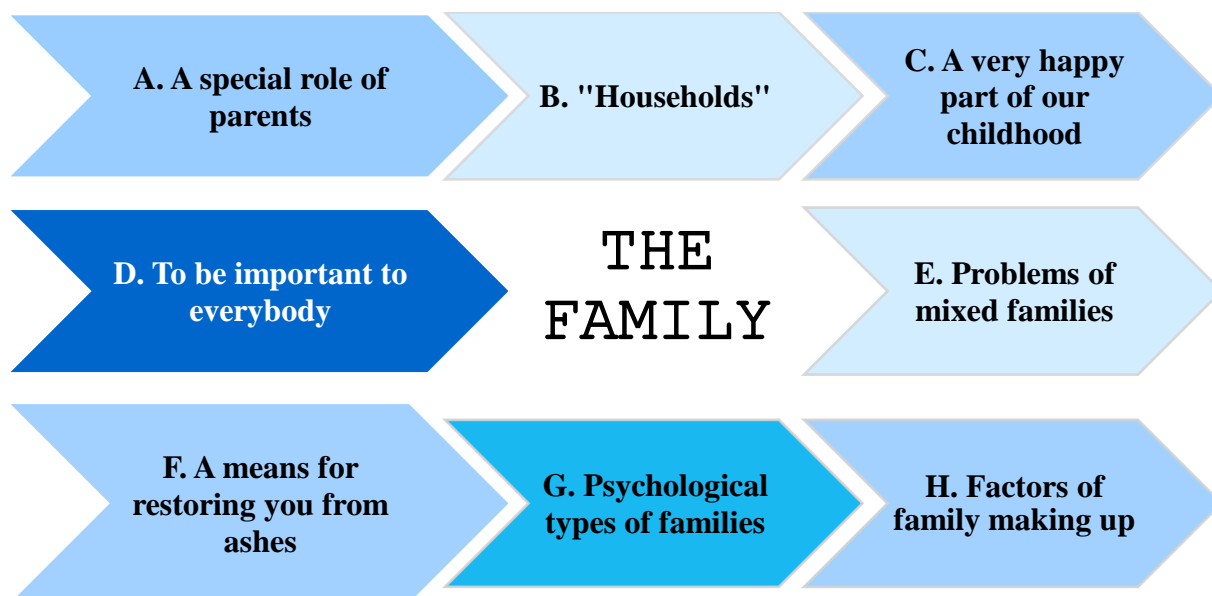 A. A special role of
parents
B. "Households"
C. A very happy
part of our
childhood
D. To be important to
everybody
THE
FAMILY
E. Problems of
mixed families
F. A means for
restoring you from
ashes
G. Psychological
types of families
H. Factors of
family making up